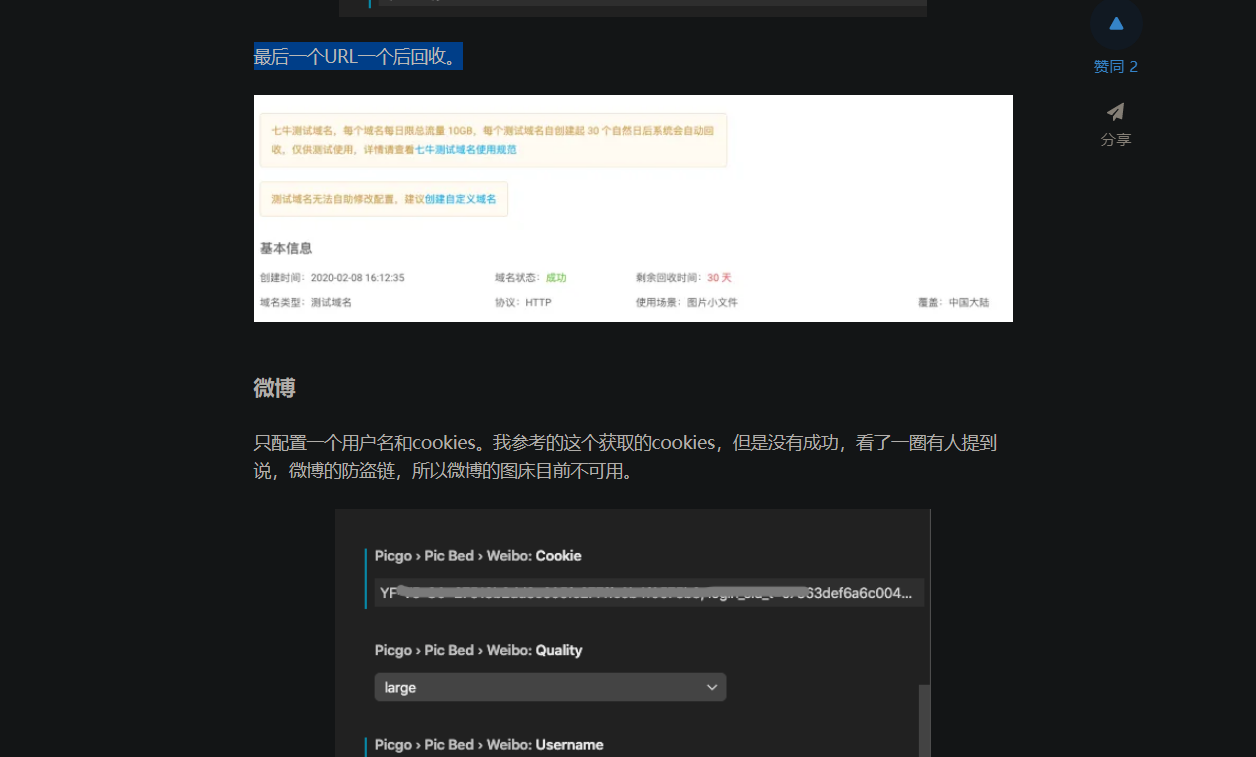 最后一个URL一个后回收。
赞同 2
分享
七牛测试域名，每个域名每日限总流量 10GB，每个测试域名自创建起 30 个自然日后系统会自动回
收，仅供测试使用，详情请查看七牛测试域名使用规范
测试域名无法自助修改配置，建议创建自定义域名
基本信息
创建时间：2020-02-08 16:12:35 域名状态：成功 剩余回收时间：30 天
域名类型：测试域名 协议：HTTP 使用场景：图片小文件 覆盖：中国大陆
微博
只配置一个用户名和cookies。我参考的这个获取的cookies，但是没有成功，看了一圈有人提到
说，微博的防盗链，所以微博的图床目前不可用。
Picgo › Pic Bed › Weibo: Cookie
YF 63def6a6c004...
Picgo › Pic Bed › Weibo: Quality
large
Picgo › Pic Bed › Weibo: Username